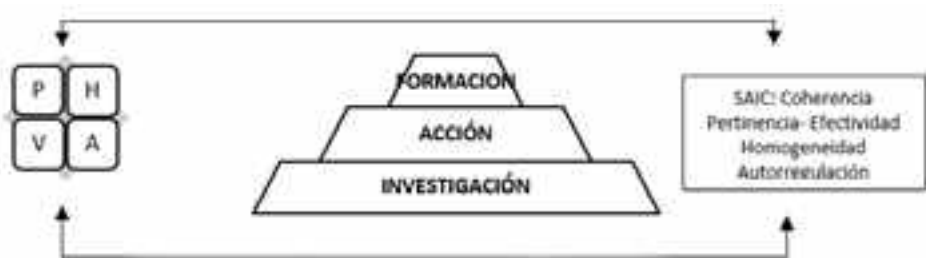 P H
V A
FORMACION
ACCIÓN
INVESTIGACIÓN
SAIC: Coherencia
Pertinencia- Efectividad
Homogeneidad
Autorregulación